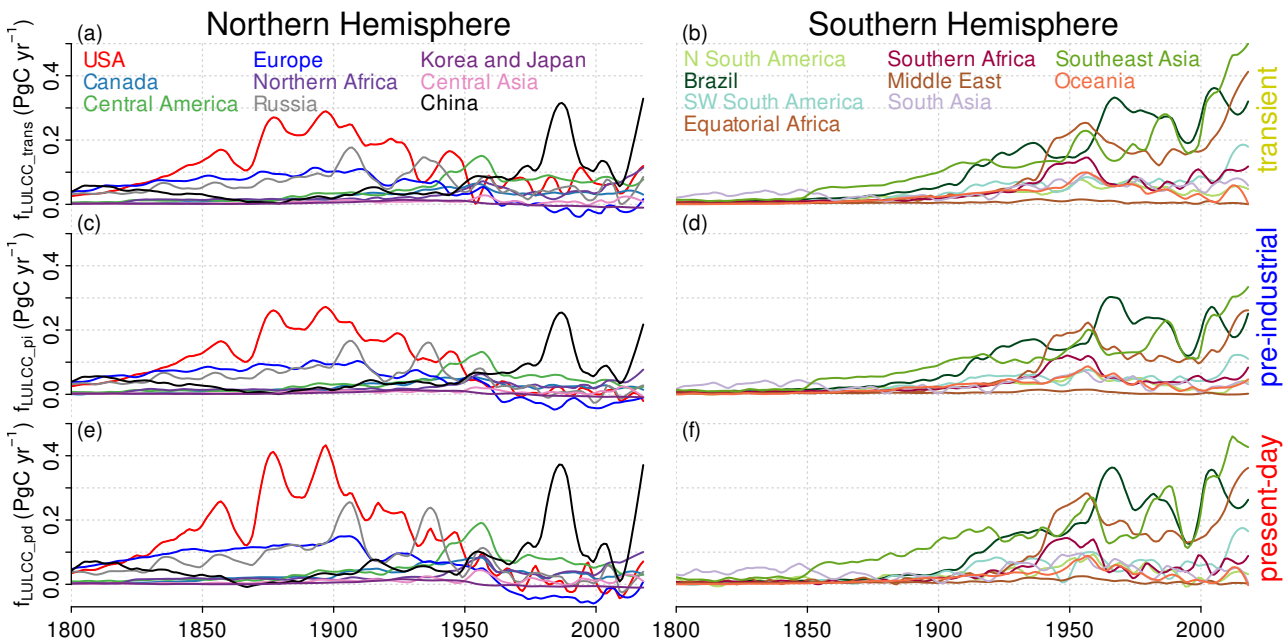 Northern Hemisphere
Southern Hemisphere
(a)
USA
Europe
Korea and Japan
Canada
Northern Africa
Central Asia
Central America
Russia
China
fLULCC_trans (PgC yr−1)
0.4
0.2
0.0
(b)
N South America
Southern Africa
Southeast Asia
Brazil
Middle East
Oceania
SW South America
South Asia
Equatorial Africa
transient
(c)
fLULCC_pi (PgC yr−1)
0.4
0.2
0.0
(d)
pre-industrial
(e)
fLULCC_pd (PgC yr−1)
0.4
0.2
0.0
(f)
present-day
1800
1850
1900
1950
2000
1800
1850
1900
1950
2000